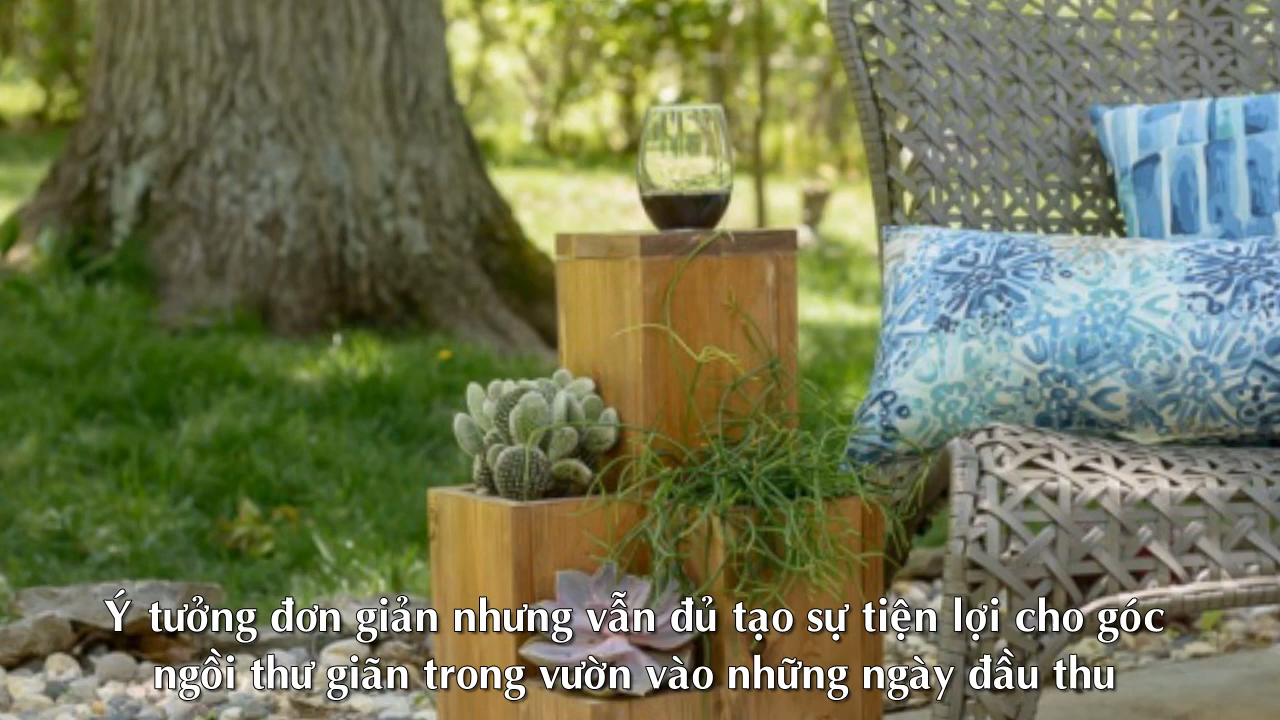 Ý tưởng đơn giản nhưng vẫn đủ tạo sự tiện lợi cho góc
ngồi thư giãn trong vườn vào những ngày đầu thu